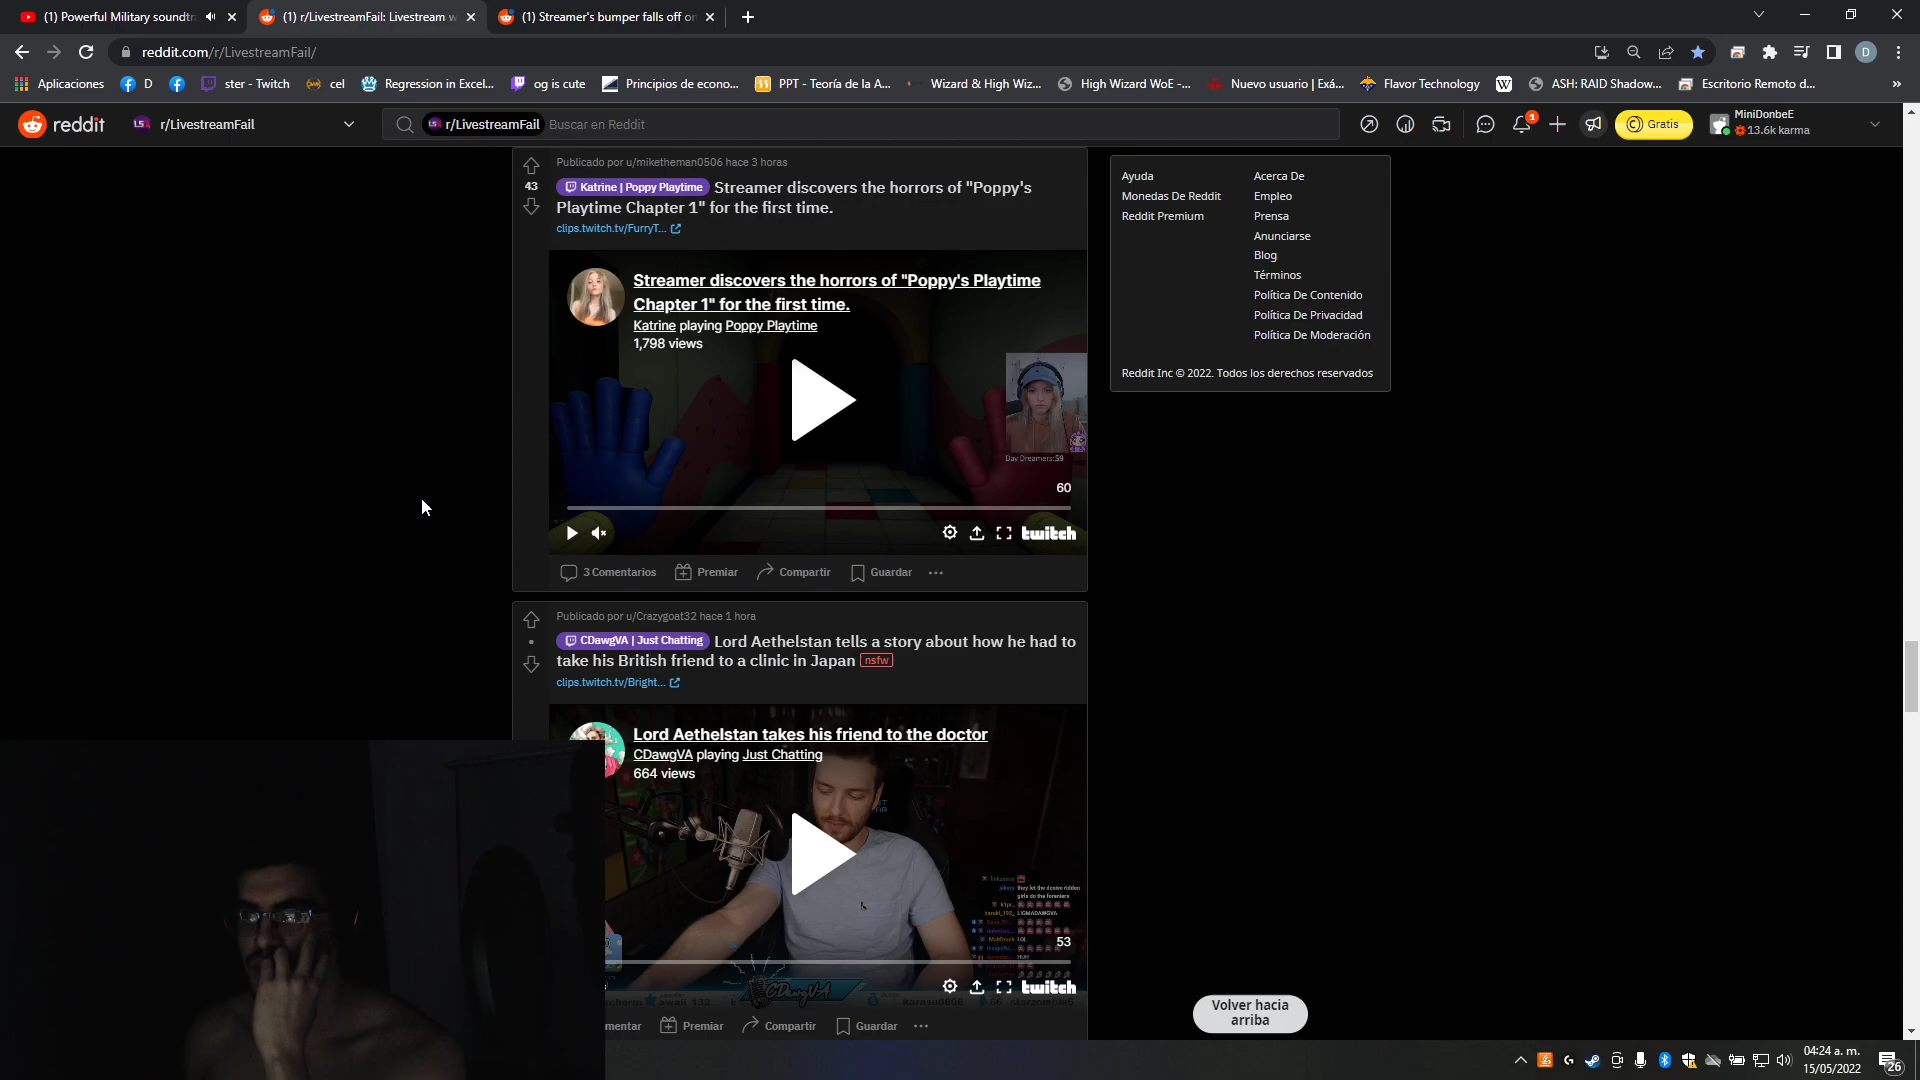 (1) Powerful Military soundtr
(1) r/LivestreamFail: Livestream w
(1) Streamer's bumper falls off on
reddit.com/r/LivestreamFail/
Aplicaciones
D
ster - Twitch
cel
Regression in Excel...
og is cute
Principios de econo...
PPT - Teoría de la A...
Wizard & High Wiz...
High Wizard WoE -...
Nuevo usuario | Exá...
Flavor Technology
W
ASH: RAID Shadow...
Escritorio Remoto d...
»
reddit
r/LivestreamFail
r/LivestreamFail
Buscar en Reddit
1
Gratis
MiniDonbeE
13.6k karma
Publicado por u/miketheman0506 hace 3 horas
43
Katrine | Poppy Playtime Streamer discovers the horrors of "Poppy's
Playtime Chapter 1" for the first time.
clips.twitch.tv/FurryT...
Streamer discovers the horrors of "Poppy's Playtime
Chapter 1" for the first time.
Katrine playing Poppy Playtime
1,798 views
Day Dreamers:59
60
twitch
3 Comentarios
Premiar
Compartir
Guardar
Publicado por u/Crazygoat32 hace 1 hora
CDawgVA | Just Chatting Lord Aethelstan tells a story about how he had to
take his British friend to a clinic in Japan nsfw
clips.twitch.tv/Bright...
Lord Aethelstan takes his friend to the doctor
CDawgVA playing Just Chatting
664 views
LIGMADAWGVA
LOL
HUH
53
CDawgVA
twitch
mentar
Premiar
Compartir
Guardar
Ayuda
Monedas De Reddit
Reddit Premium
Acerca De
Empleo
Prensa
Anunciarse
Blog
Términos
Política De Contenido
Política De Privacidad
Política De Moderación
Reddit Inc © 2022. Todos los derechos reservados
Volver hacia
arriba
04:24 a. m.
15/05/2022
26